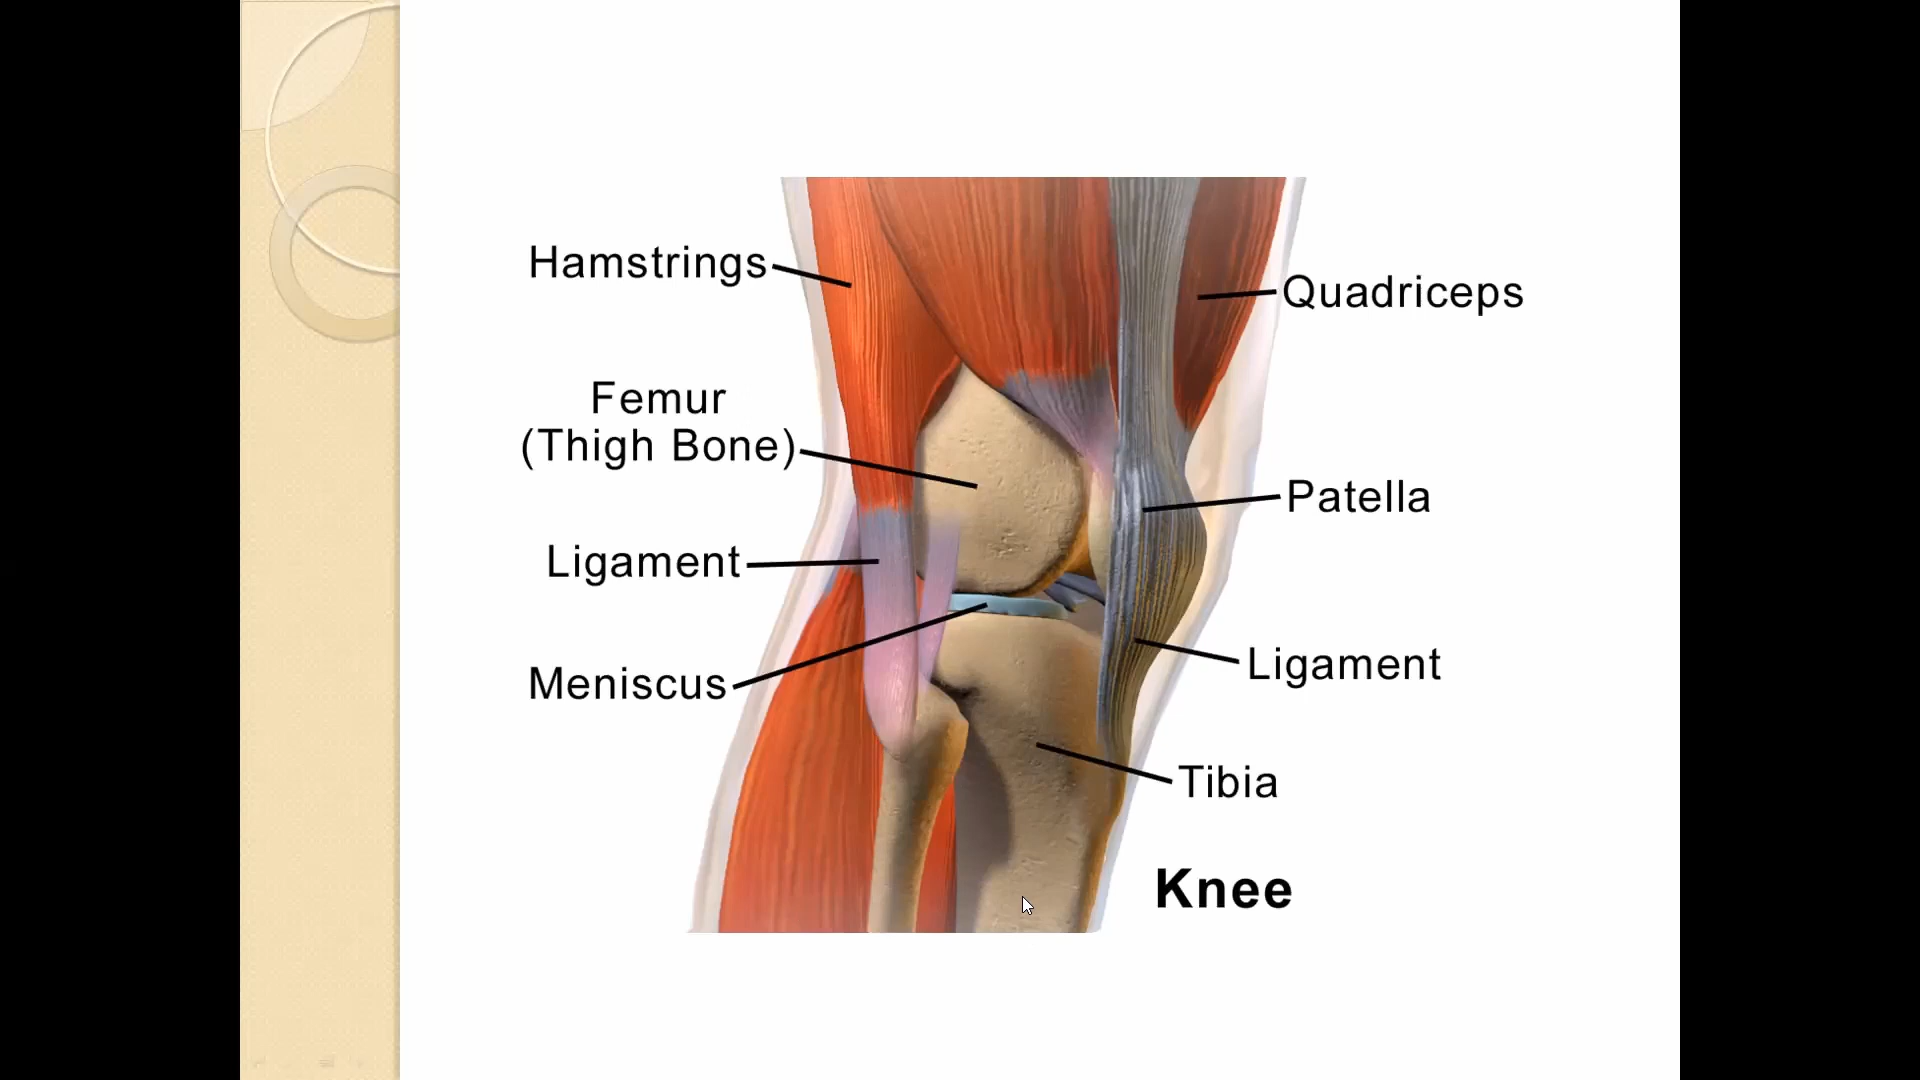 Hamstrings
Quadriceps
Femur
(Thigh Bone)
Patella
Ligament
Meniscus
Ligament
Tibia
Knee